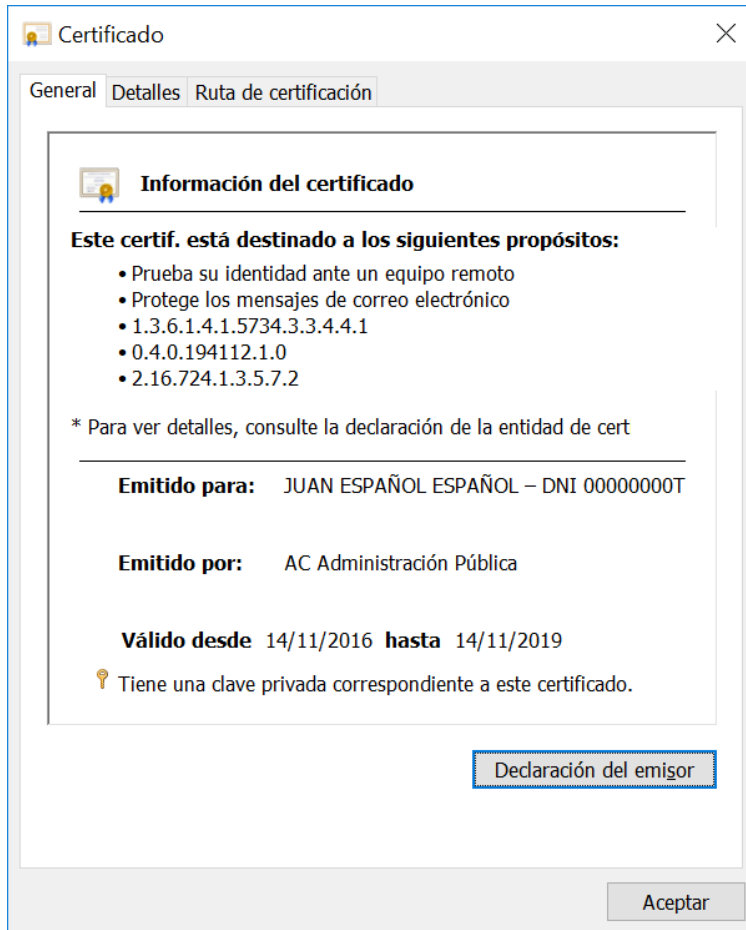 Certificado
General Detalles Ruta de certificación
Información del certificado
Este certif. está destinado a los siguientes propósitos:
• Prueba su identidad ante un equipo remoto
• Protege los mensajes de correo electrónico
• 1.3.6.1.4.1.5734.3.3.4.4.1
• 0.4.0.194112.1.0
• 2.16.724.1.3.5.7.2
* Para ver detalles, consulte la declaración de la entidad de cert
Emitido para: JUAN ESPAÑOL ESPAÑOL – DNI 00000000T
Emitido por: AC Administración Pública
Válido desde 14/11/2016 hasta 14/11/2019
Tiene una clave privada correspondiente a este certificado.
Declaración del emisor
Aceptar